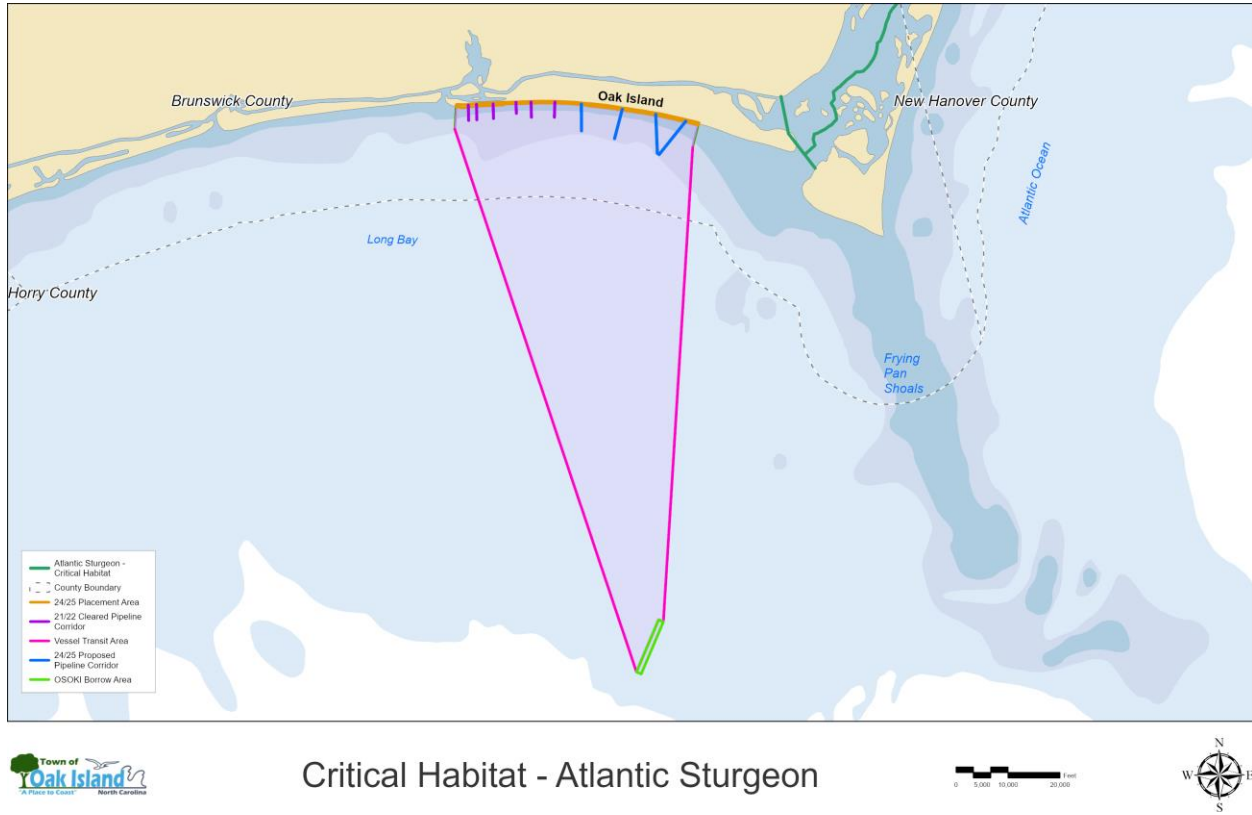 Brunswick County
Oak Island
New Hanover County
Atlantic Ocean
Long Bay
Horry County
Frying
Pan
Shoals
Atlantic Sturgeon -
Critical Habitat
County Boundary
24/25 Placement Area
21/22 Cleared Pipeline
Corridor
Vessel Transit Area
24/25 Proposed
Pipeline Corridor
OSOKI Borrow Area
Town of
Oak Island
"A Place to Coast" North Carolina
Critical Habitat - Atlantic Sturgeon
Feet
0 5,000 10,000 20,000
N
W E
S